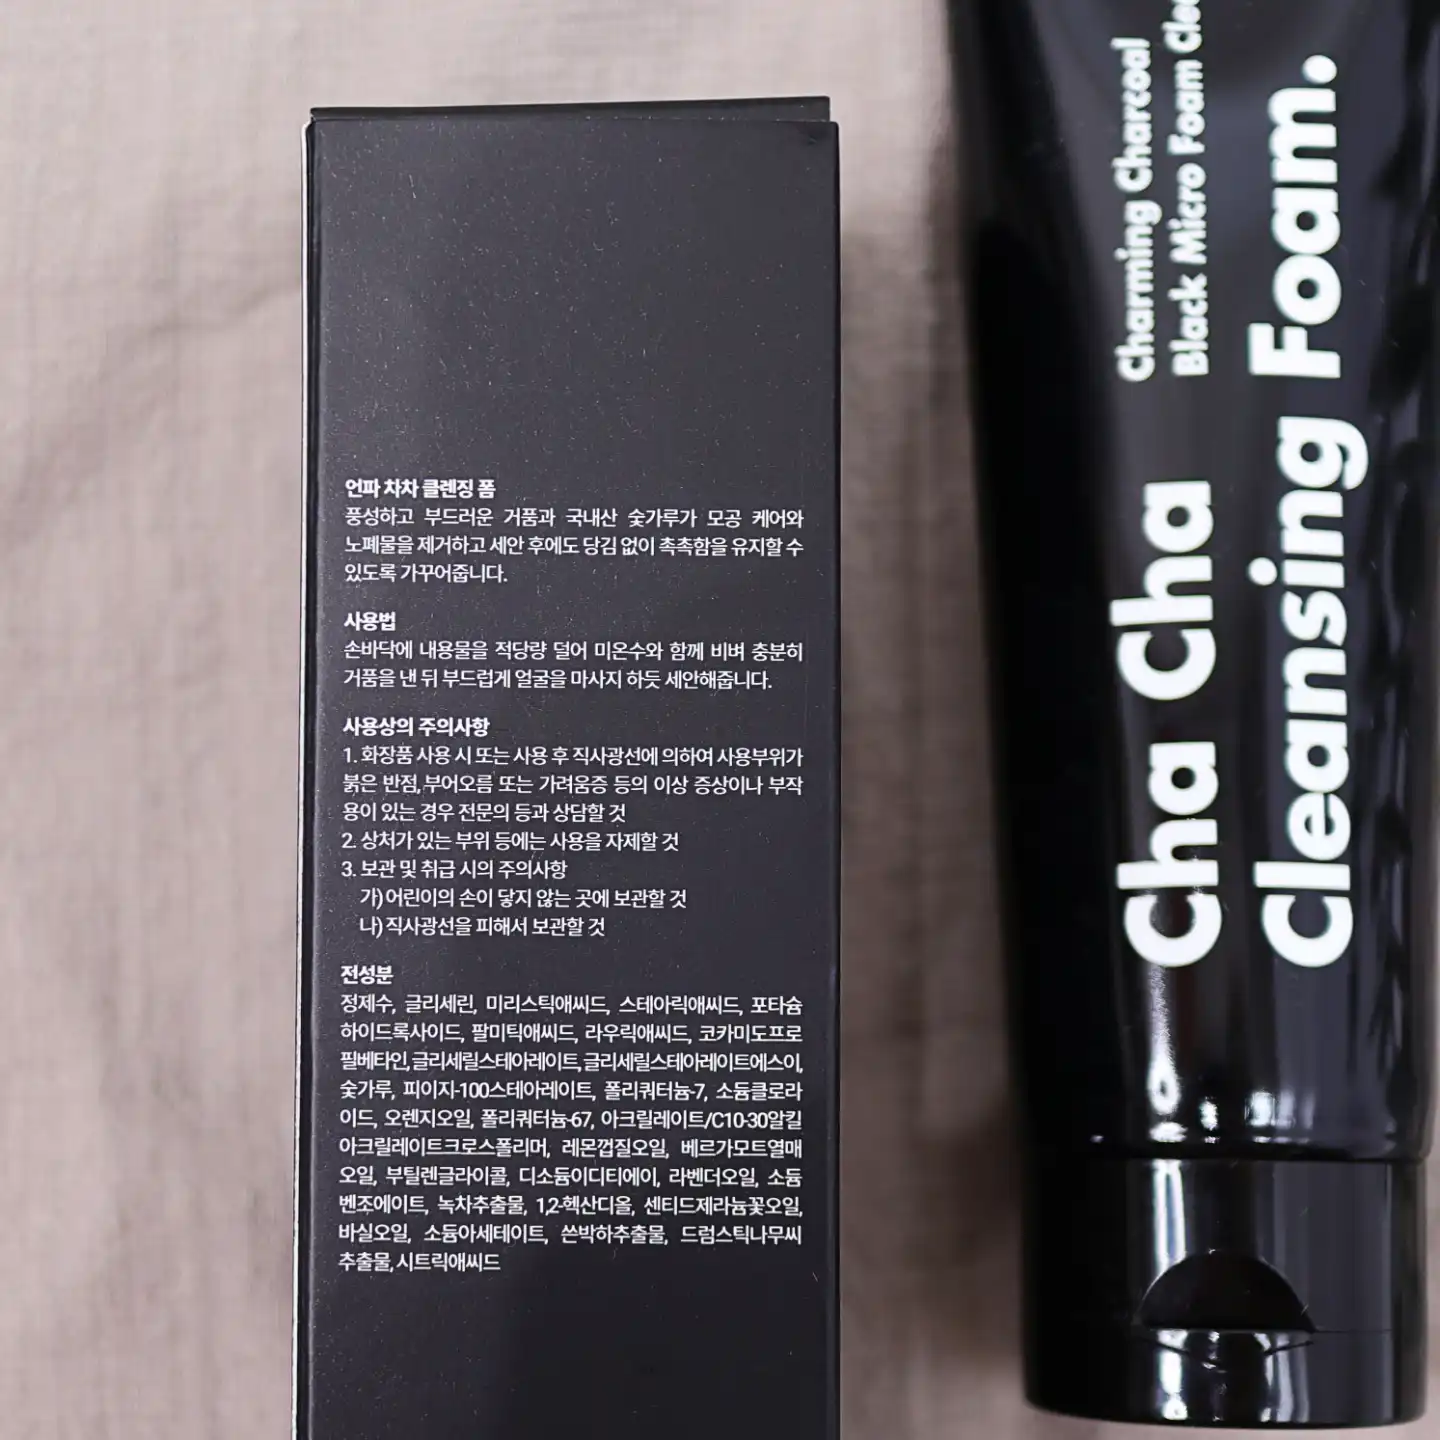 언파 차차 클렌징 폼
풍성하고 부드러운 거품과 국내산 숯가루가 모공 케어와
노폐물을 제거하고 세안 후에도 당김 없이 촉촉함을 유지할 수
있도록 가꾸어줍니다.
사용법
손바닥에 내용물을 적당량 덜어 미온수와 함께 비벼 충분히
거품을 낸 뒤 부드럽게 얼굴을 마사지 하듯 세안해줍니다.
사용상의 주의사항
1. 화장품 사용 시 또는 사용 후 직사광선에 의하여 사용부위가
붉은 반점, 부어오름 또는 가려움증 등의 이상 증상이나 부작
용이 있는 경우 전문의 등과 상담할 것
2. 상처가 있는 부위 등에는 사용을 자제할 것
3. 보관 및 취급 시의 주의사항
가) 어린이의 손이 닿지 않는 곳에 보관할 것
나) 직사광선을 피해서 보관할 것
전성분
정제수, 글리세린, 미리스틱애씨드, 스테아릭애씨드, 포타슘
하이드록사이드, 팔미틱애씨드, 라우릭애씨드, 코카미도프로
필베타인, 글리세릴스테아레이트, 글리세릴스테아레이트에스이,
숯가루, 피이지-100스테아레이트, 폴리쿼터늄-7, 소듐클로라
이드, 오렌지오일, 폴리쿼터늄-67, 아크릴레이트/C10-30알킬
아크릴레이트크로스폴리머, 레몬껍질오일, 베르가모트열매
오일, 부틸렌글라이콜, 디소듐이디티에이, 라벤더오일, 소듐
벤조에이트, 녹차추출물, 1,2-헥산디올, 센티드제라늄꽃오일,
바실오일, 소듐아세테이트, 쓴박하추출물, 드럼스틱나무씨
추출물, 시트릭애씨드
Charming Charcoal
Black Micro Foam
Cha Cha
Cleansing Foam.